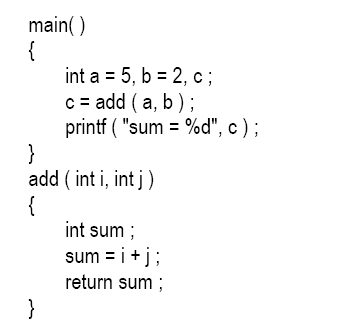 main( )
{
int a = 5, b = 2, c ;
c = add ( a, b ) ;
printf ( "sum = %d", c ) ;
}
add ( int i, int j )
{
int sum ;
sum = i + j ;
return sum ;
}